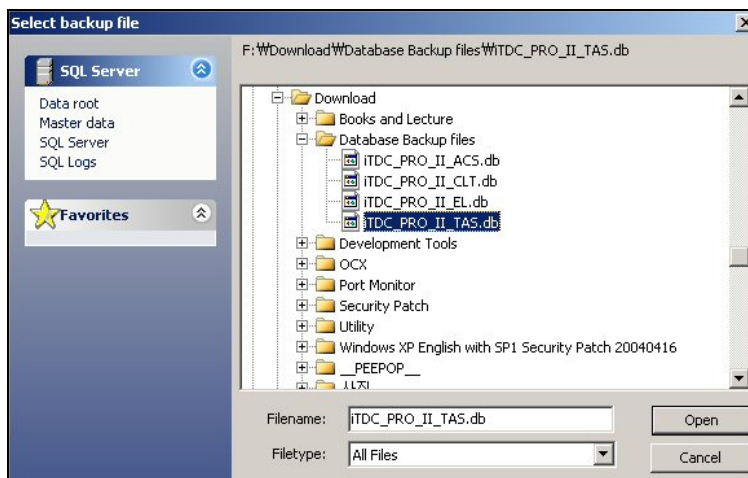 Select backup file
SQL Server
Data root
Master data
SQL Server
SQL Logs
Favorites
F:₩Download₩Database Backup files₩iTDC_PRO_II_TAS.db
Download
Books and Lecture
Database Backup files
iTDC_PRO_II_ACS.db
iTDC_PRO_II_CLT.db
iTDC_PRO_II_EL.db
iTDC_PRO_II_TAS.db
Development Tools
OCX
Port Monitor
Security Patch
Utility
Windows XP English with SP1 Security Patch 20040416
__PEEPOP__
Filename:
iTDC_PRO_II_TAS.db
Open
Filetype:
All Files
Cancel